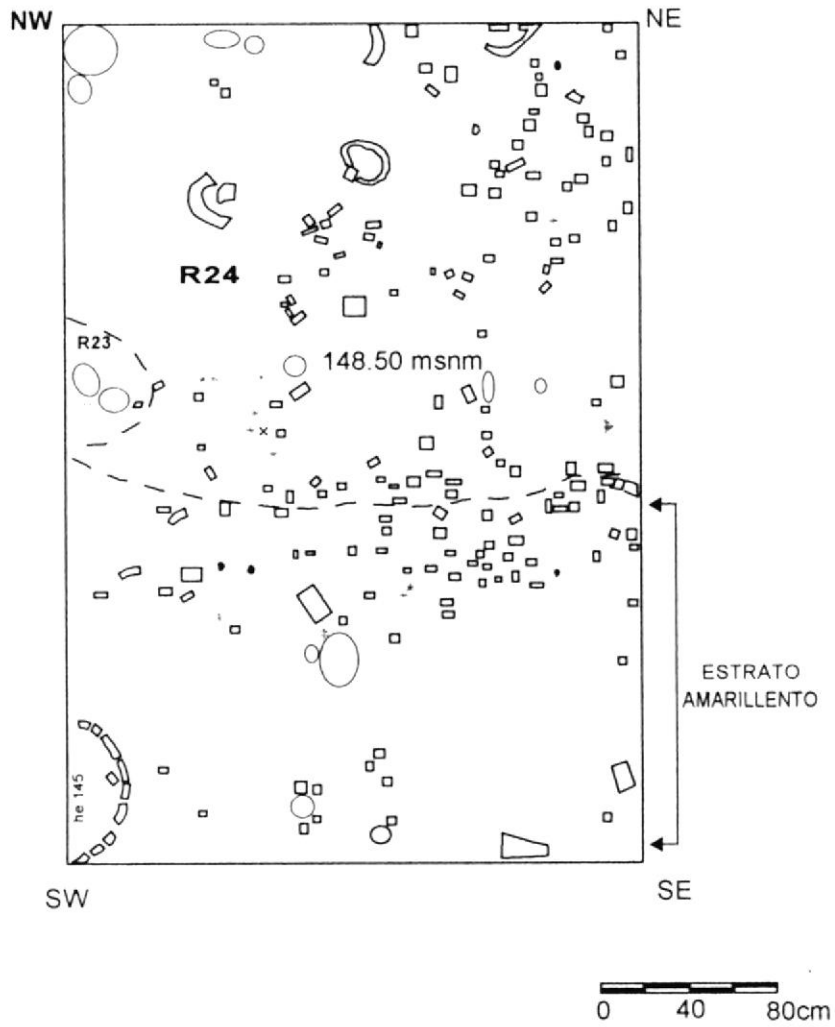 NW
NE
R24
R23
148.50 msnm
ESTRATO
AMARILLENTO
he 145
SW
SE
0 40 80cm